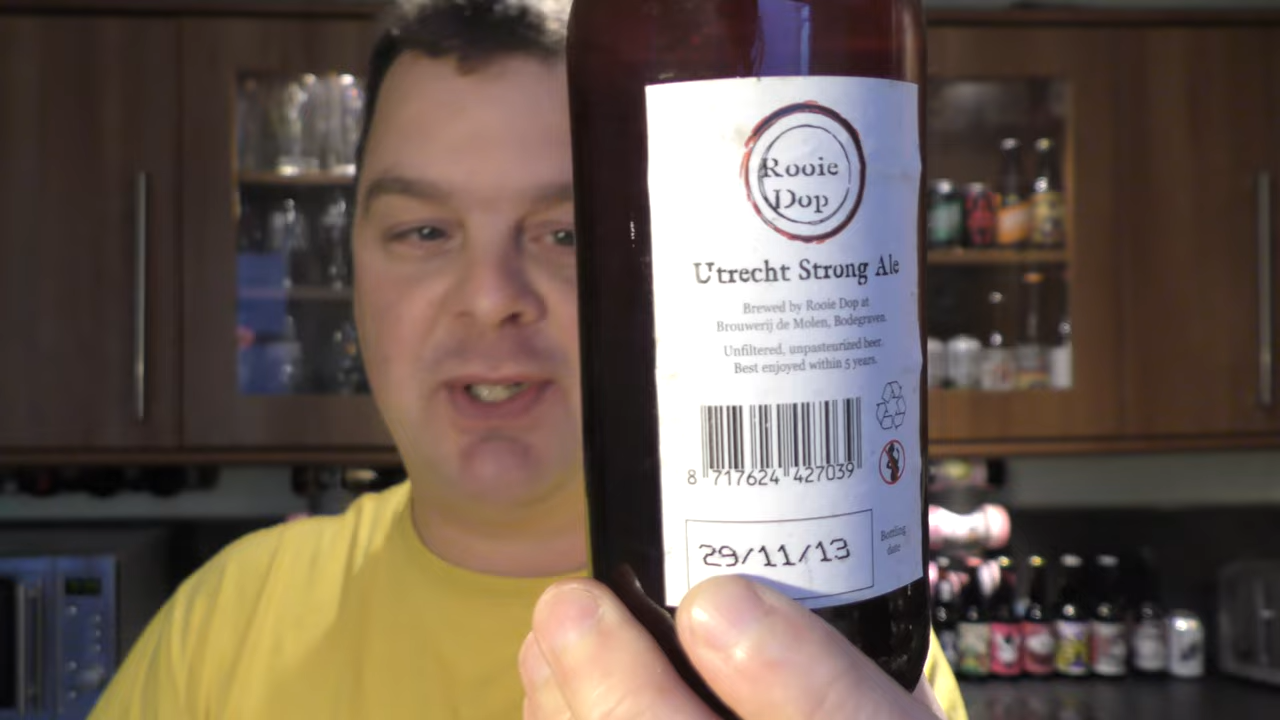 Rooie
Dop
Utrecht Strong Ale
Brewed by Rooie Dop at
Brouwerij de Molen, Bodegraven.
Unfiltered, unpasteurized beer.
Best enjoyed within 5 years.
8 717624 427039
29/11/13
Bottling
date